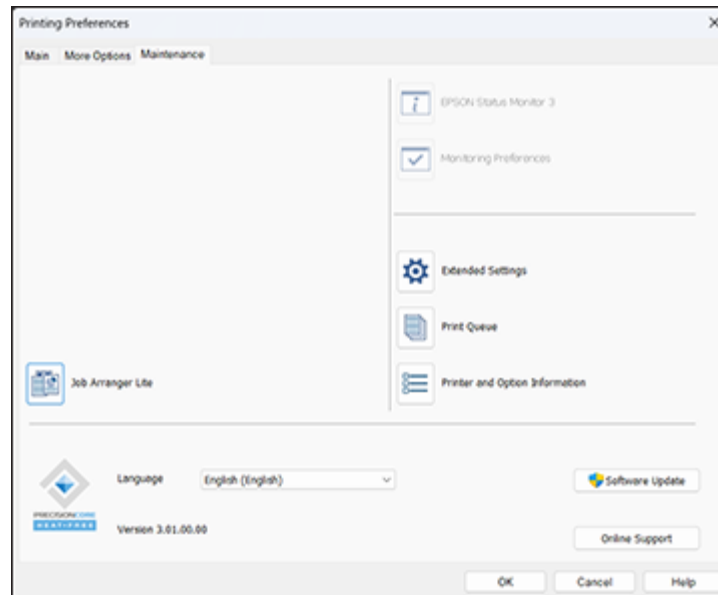 Printing Preferences
Main More Options Maintenance
EPSON Status Monitor 3
Monitoring Preferences
Extended Settings
Print Queue
Job Arranger Lite
Printer and Option Information
Language English (English) Software Update
PRECISIONCORE
HEAT-FREE
Version 3.01.00.00
Online Support
OK Cancel Help